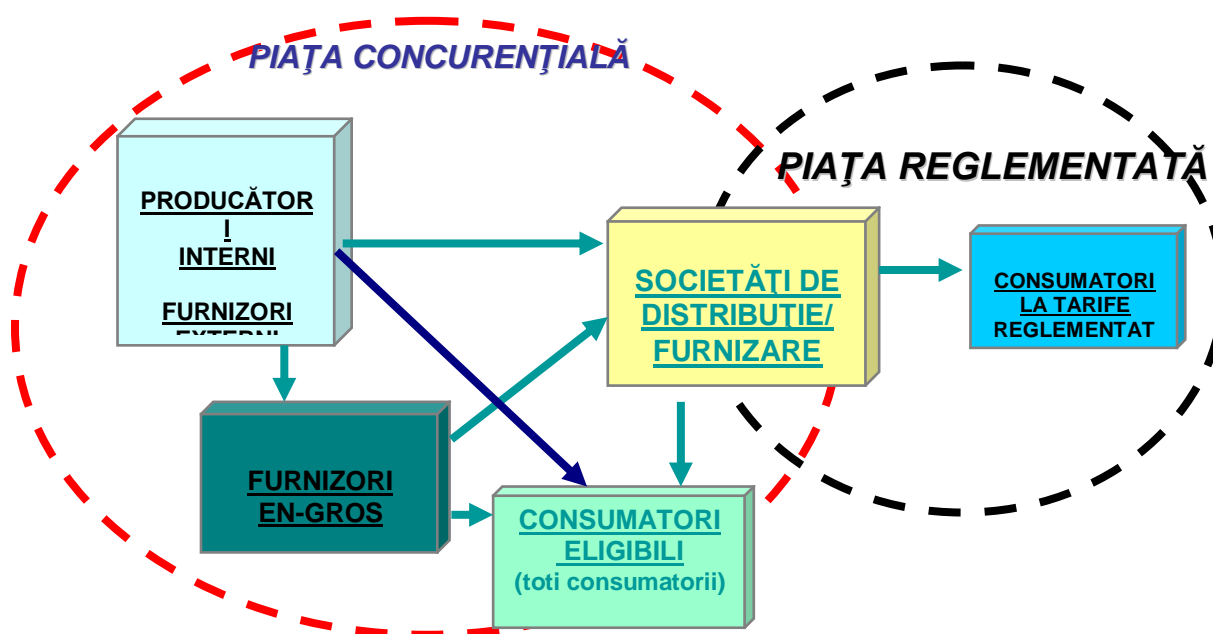 PIAŢA CONCURENŢIALĂ
PIAŢA REGLEMENTATĂ
PRODUCĂTOR
I
INTERNI
FURNIZORI
EXTERNI
SOCIETĂŢI DE
DISTRIBUŢIE/
FURNIZARE
CONSUMATORI
LA TARIFE
REGLEMENTAT
FURNIZORI
EN-GROS
CONSUMATORI
ELIGIBILI
(toti consumatorii)